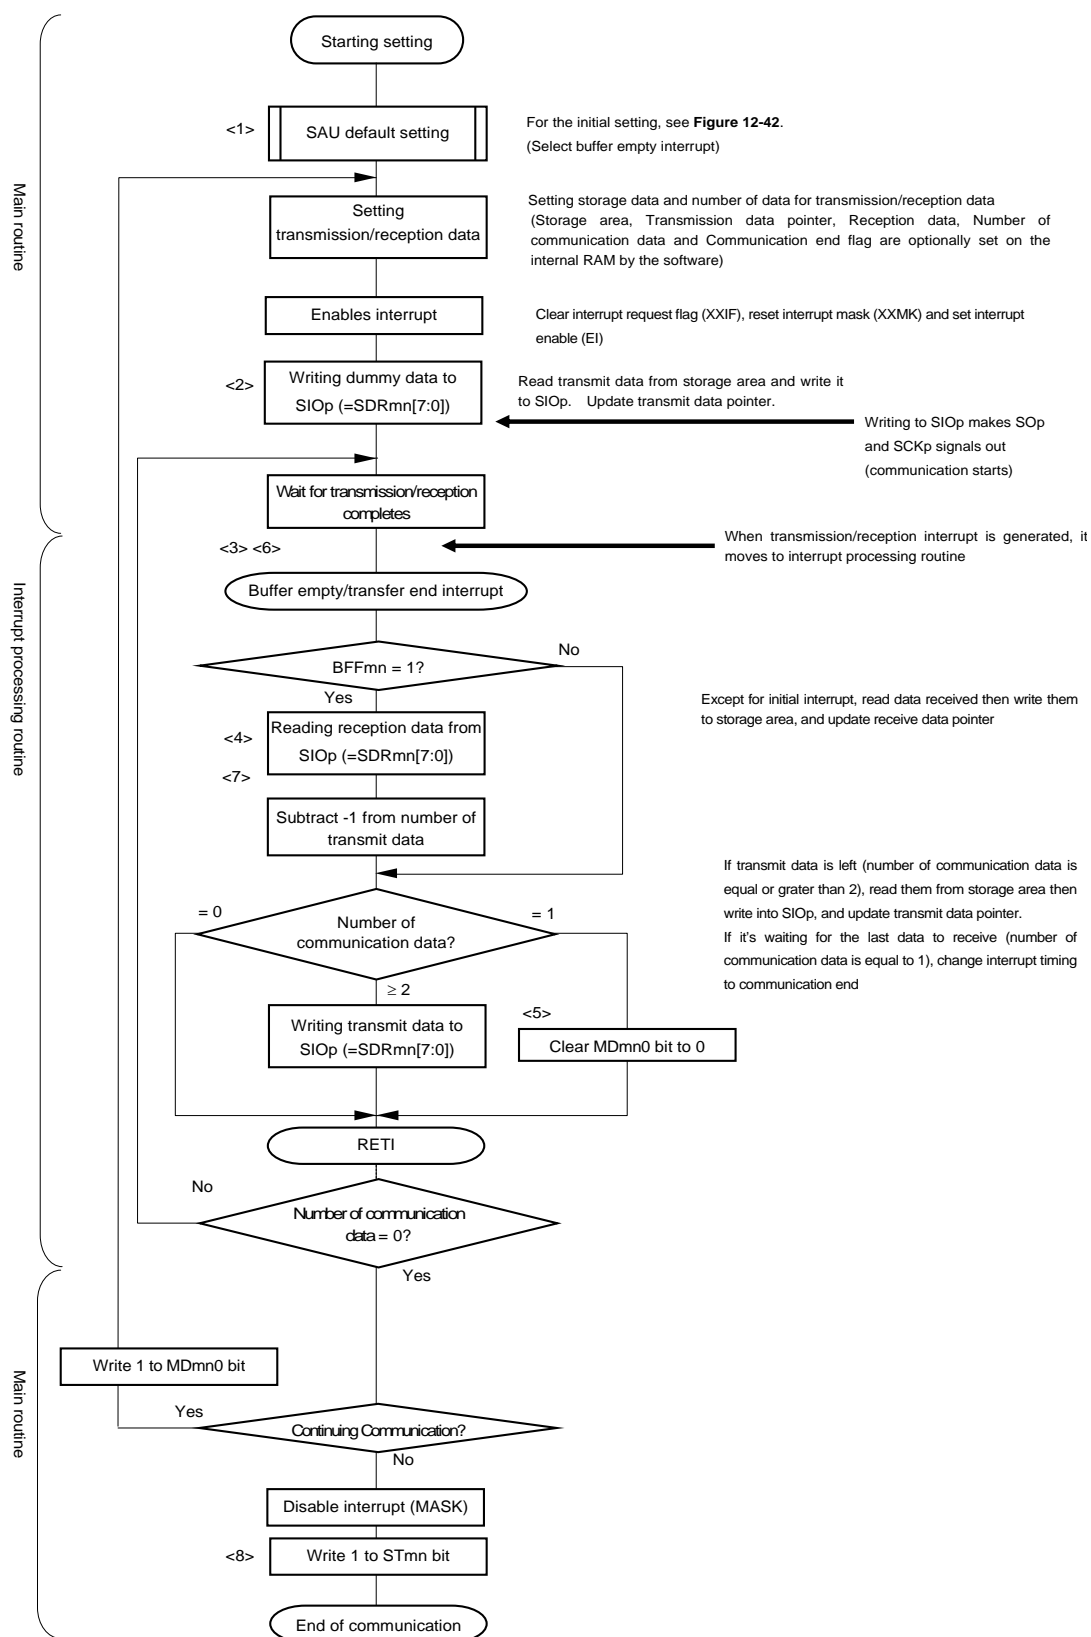 Starting setting
<1>
SAU default setting
For the initial setting, see Figure 12-42.
(Select buffer empty interrupt)
Main routine
Setting
transmission/reception data
Setting storage data and number of data for transmission/reception data
(Storage area, Transmission data pointer, Reception data, Number of
communication data and Communication end flag are optionally set on the
internal RAM by the software)
Enables interrupt
Clear interrupt request flag (XXIF), reset interrupt mask (XXMK) and set interrupt
enable (EI)
<2>
Writing dummy data to
SIOp (=SDRmn[7:0])
Read transmit data from storage area and write it
to SIOp. Update transmit data pointer.
Writing to SIOp makes SOp
and SCKp signals out
(communication starts)
Wait for transmission/reception
completes
<3> <6>
When transmission/reception interrupt is generated, it
moves to interrupt processing routine
Interrupt processing routine
Buffer empty/transfer end interrupt
BFFmn = 1?
No
Yes
Except for initial interrupt, read data received then write them
to storage area, and update receive data pointer
<4>
Reading reception data from
SIOp (=SDRmn[7:0])
<7>
Subtract -1 from number of
transmit data
If transmit data is left (number of communication data is
equal or grater than 2), read them from storage area then
write into SIOp, and update transmit data pointer.
If it's waiting for the last data to receive (number of
communication data is equal to 1), change interrupt timing
to communication end
= 0
Number of
communication data?
= 1
≥ 2
Writing transmit data to
SIOp (=SDRmn[7:0])
<5>
Clear MDmn0 bit to 0
RETI
No
Number of communication
data = 0?
Yes
Main routine
Write 1 to MDmn0 bit
Yes
Continuing Communication?
No
Disable interrupt (MASK)
<8>
Write 1 to STmn bit
End of communication